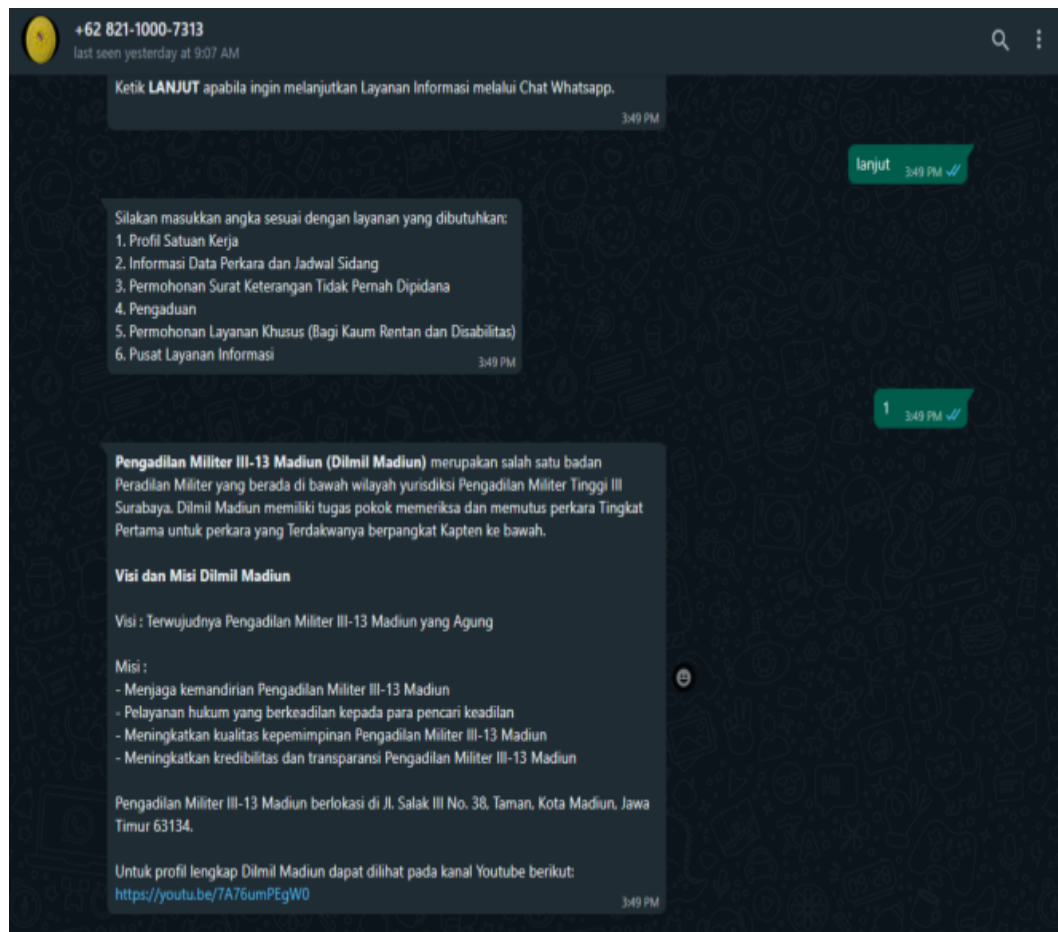 +62 821-1000-7313
last seen yesterday at 9:07 AM
Ketik LANJUT apabila ingin melanjutkan Layanan Informasi melalui Chat Whatsapp.
3:49 PM
lanjut 3:49 PM
Silakan masukkan angka sesuai dengan layanan yang dibutuhkan:
1. Profil Satuan Kerja
2. Informasi Data Perkara dan Jadwal Sidang
3. Permohonan Surat Keterangan Tidak Pernah Dipidana
4. Pengaduan
5. Permohonan Layanan Khusus (Bagi Kaum Rentan dan Disabilitas)
6. Pusat Layanan Informasi 3:49 PM
1 3:49 PM
Pengadilan Militer III-13 Madiun (Dilmil Madiun) merupakan salah satu badan
Peradilan Militer yang berada di bawah wilayah yurisdiksi Pengadilan Militer Tinggi III
Surabaya. Dilmil Madiun memiliki tugas pokok memeriksa dan memutus perkara Tingkat
Pertama untuk perkara yang Terdakwanya berpangkat Kapten ke bawah.
Visi dan Misi Dilmil Madiun
Visi : Terwujudnya Pengadilan Militer III-13 Madiun yang Agung
Misi :
- Menjaga kemandirian Pengadilan Militer III-13 Madiun
- Pelayanan hukum yang berkeadilan kepada para pencari keadilan
- Meningkatkan kualitas kepemimpinan Pengadilan Militer III-13 Madiun
- Meningkatkan kredibilitas dan transparansi Pengadilan Militer III-13 Madiun
Pengadilan Militer III-13 Madiun berlokasi di Jl. Salak III No. 38, Taman, Kota Madiun, Jawa
Timur 63134.
Untuk profil lengkap Dilmil Madiun dapat dilihat pada kanal Youtube berikut:
https://youtu.be/7A76umPEgW0 3:49 PM